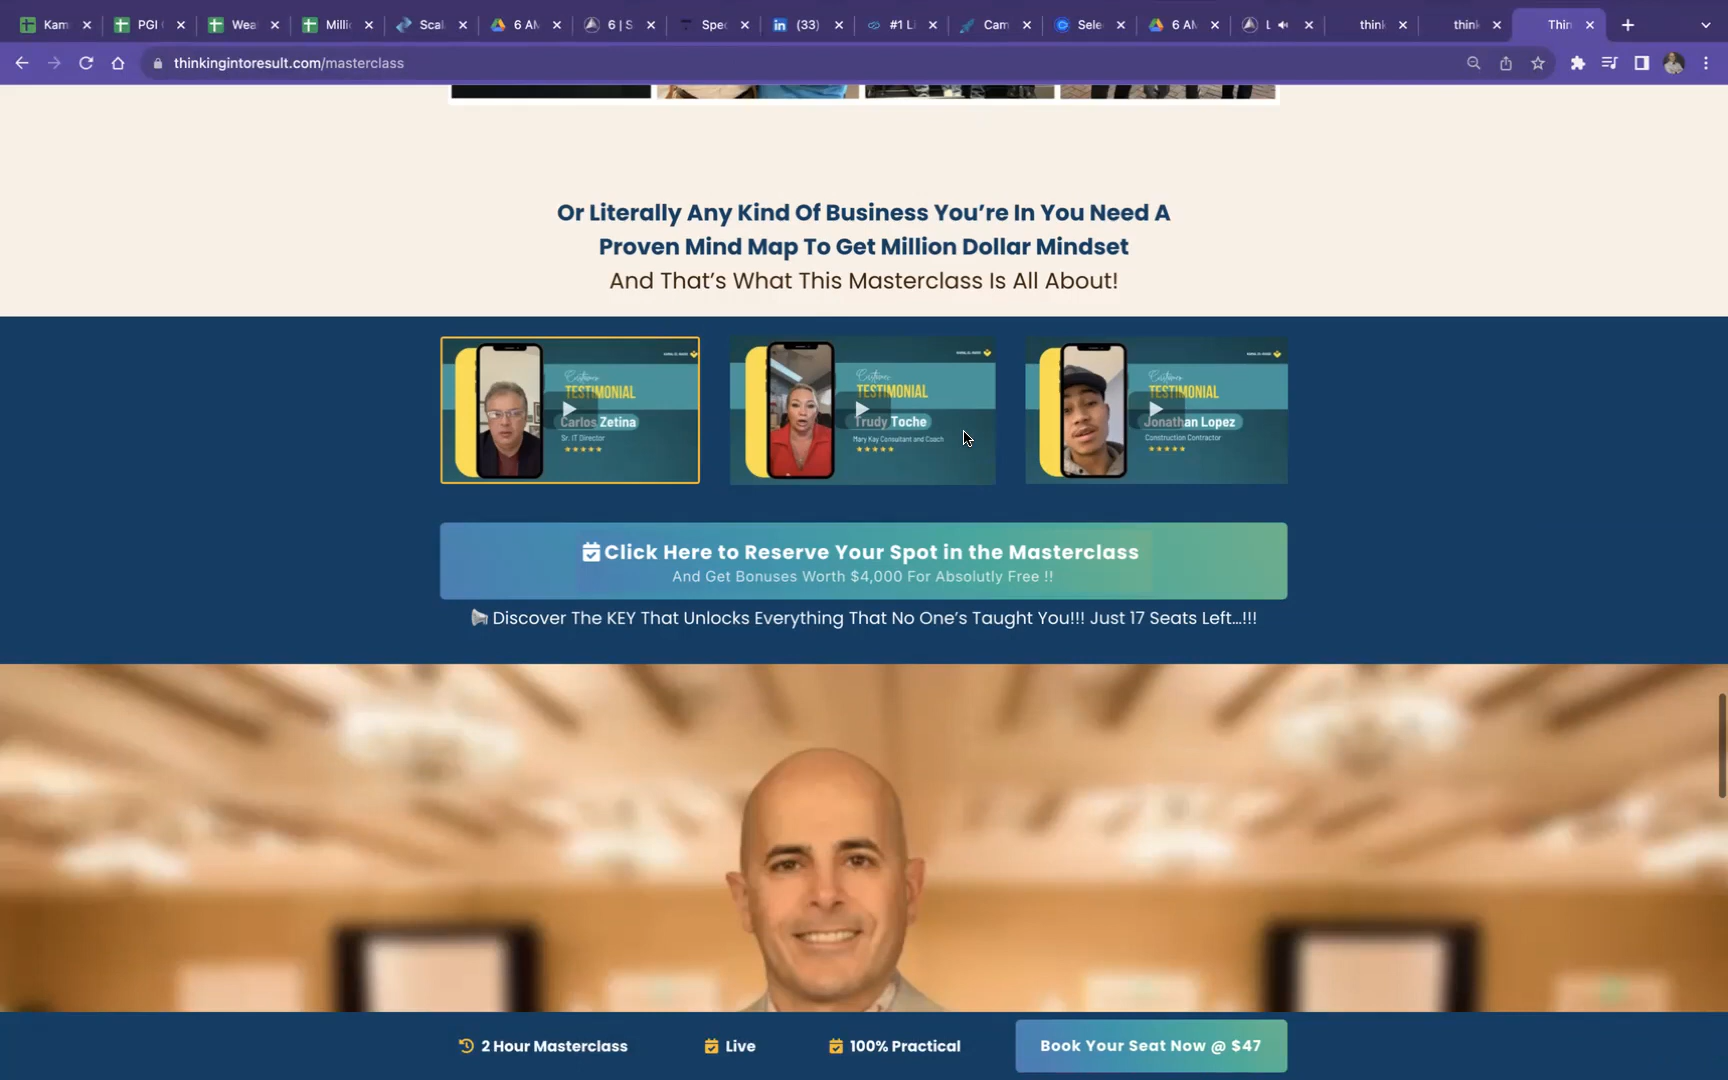 Kam
PGI
Wea
Milli
Scal
6 AM
6 | S
Spec
(33)
#1 Li
Cam
Sele
6 AM
L
think
think
Thin
thinkingintoresult.com/masterclass
Or Literally Any Kind Of Business You’re In You Need A
Proven Mind Map To Get Million Dollar Mindset
And That’s What This Masterclass Is All About!
Customer
TESTIMONIAL
Carlos Zetina
Sr. IT Director
Customer
TESTIMONIAL
Trudy Toche
Mary Kay Consultant and Coach
Customer
TESTIMONIAL
Jonathan Lopez
Construction Contractor
Click Here to Reserve Your Spot in the Masterclass
And Get Bonuses Worth $4,000 For Absolutly Free !!
Discover The KEY That Unlocks Everything That No One’s Taught You!!! Just 17 Seats Left...!!!
2 Hour Masterclass
Live
100% Practical
Book Your Seat Now @ $47